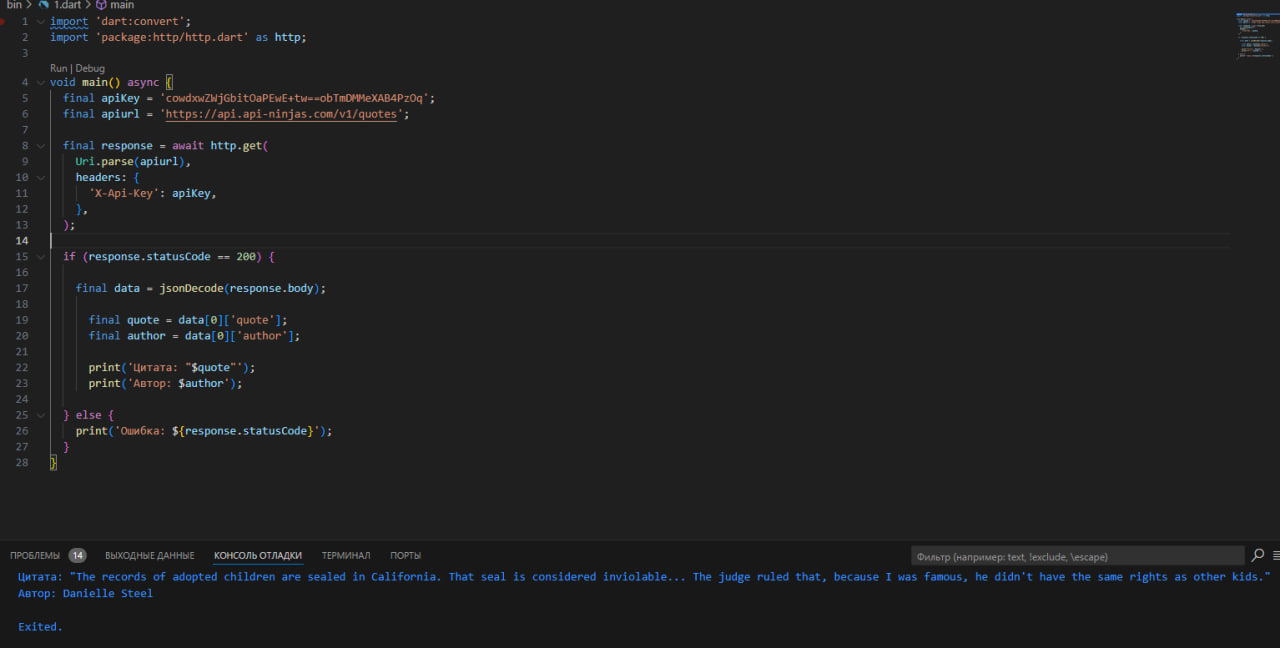 bin > 1.dart > main
1 import 'dart:convert';
2 import 'package:http/http.dart' as http;
3
Run | Debug
4 void main() async {
5 final apiKey = 'cowdxwZWjGbitOaPEwE+tw==obTmDMMeXAB4PzOq';
6 final apiurl = 'https://api.api-ninjas.com/v1/quotes';
7
8 final response = await http.get(
9 Uri.parse(apiurl),
10 headers: {
11 'X-Api-Key': apiKey,
12 },
13 );
14
15 if (response.statusCode == 200) {
16
17 final data = jsonDecode(response.body);
18
19 final quote = data[0]['quote'];
20 final author = data[0]['author'];
21
22 print('Цитата: "$quote"');
23 print('Автор: $author');
24
25 } else {
26 print('Ошибка: ${response.statusCode}');
27 }
28 }
ПРОБЛЕМЫ 14 ВЫХОДНЫЕ ДАННЫЕ КОНСОЛЬ ОТЛАДКИ ТЕРМИНАЛ ПОРТЫ Фильтр (например: text, !exclude, \escape)
Цитата: "The records of adopted children are sealed in California. That seal is considered inviolable... The judge ruled that, because I was famous, he didn't have the same rights as other kids."
Автор: Danielle Steel
Exited.